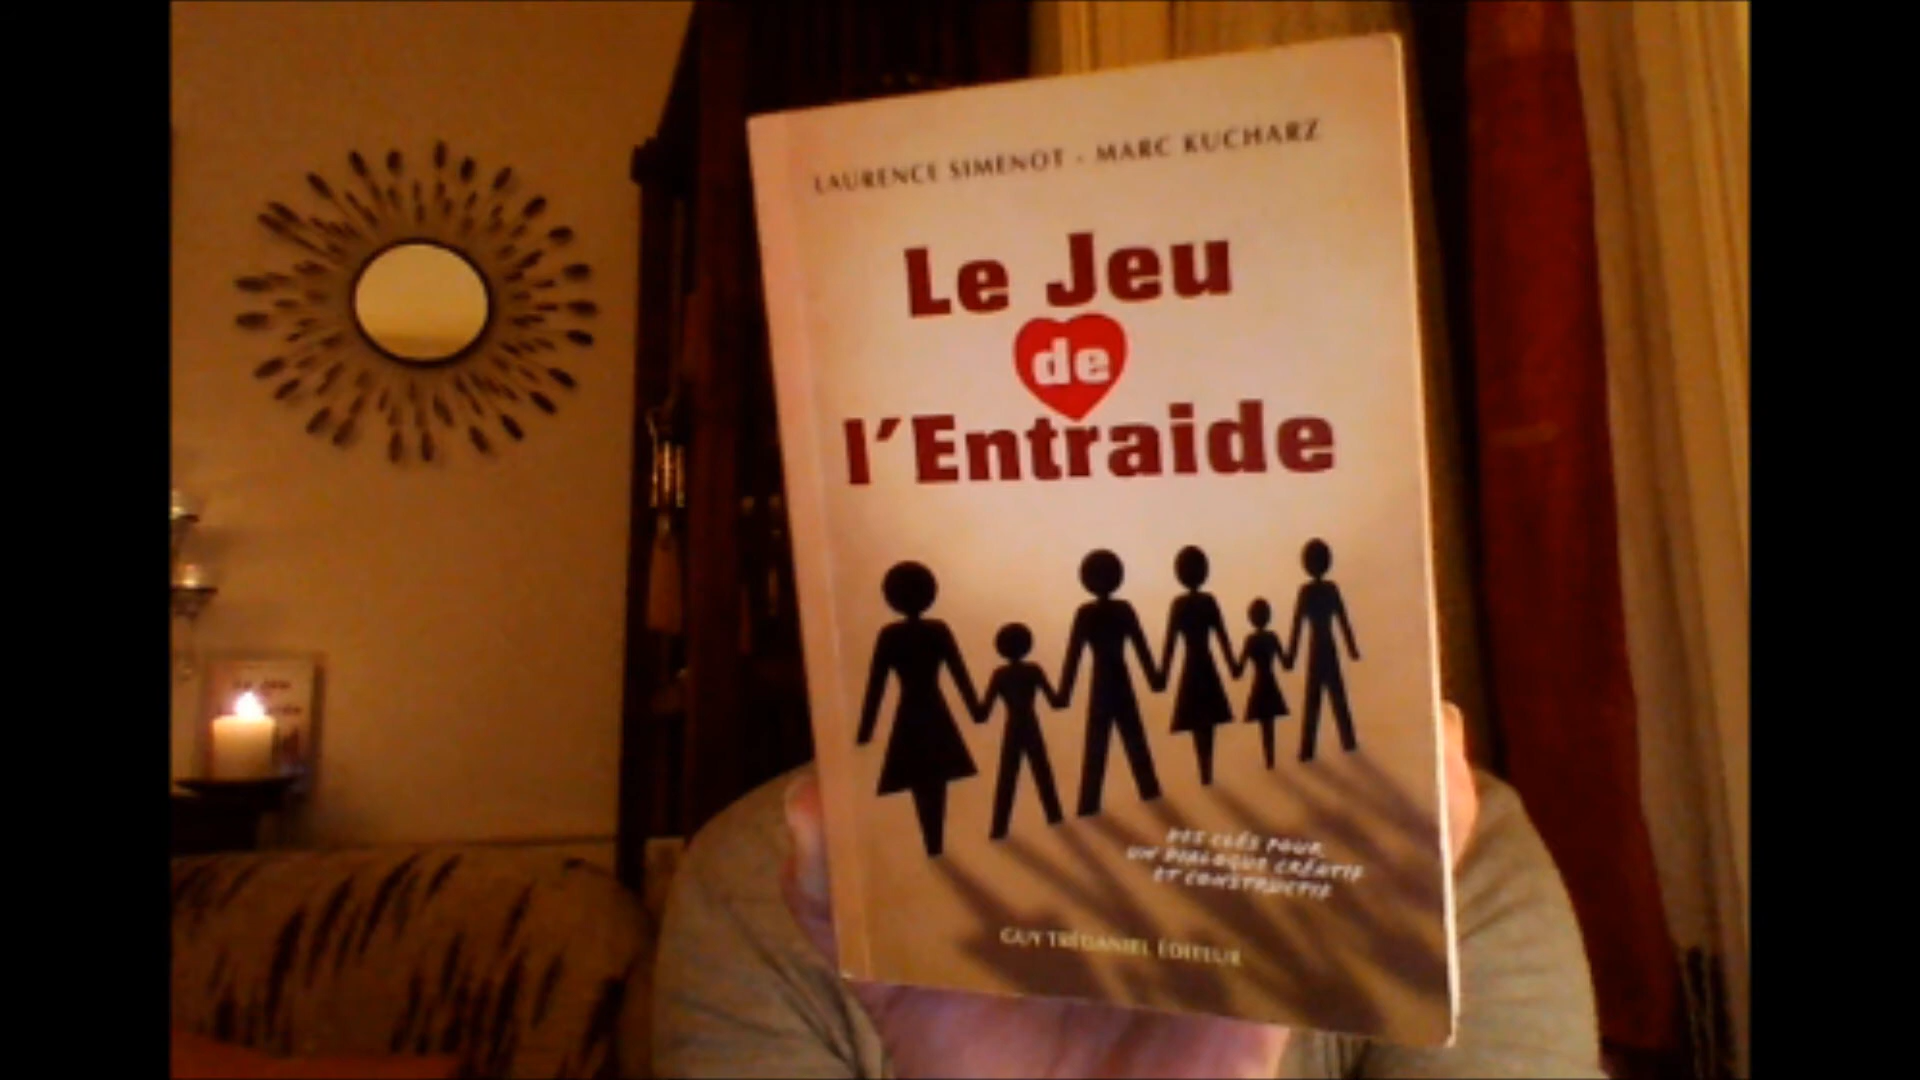 LAURENCE SIMENOT - MARC KUCHARZ
Le Jeu
de
l'Entraide
DES CLÉS POUR
UN DIALOGUE CRÉATIF
ET CONSTRUCTIF
GUY TRÉDANIEL ÉDITEUR